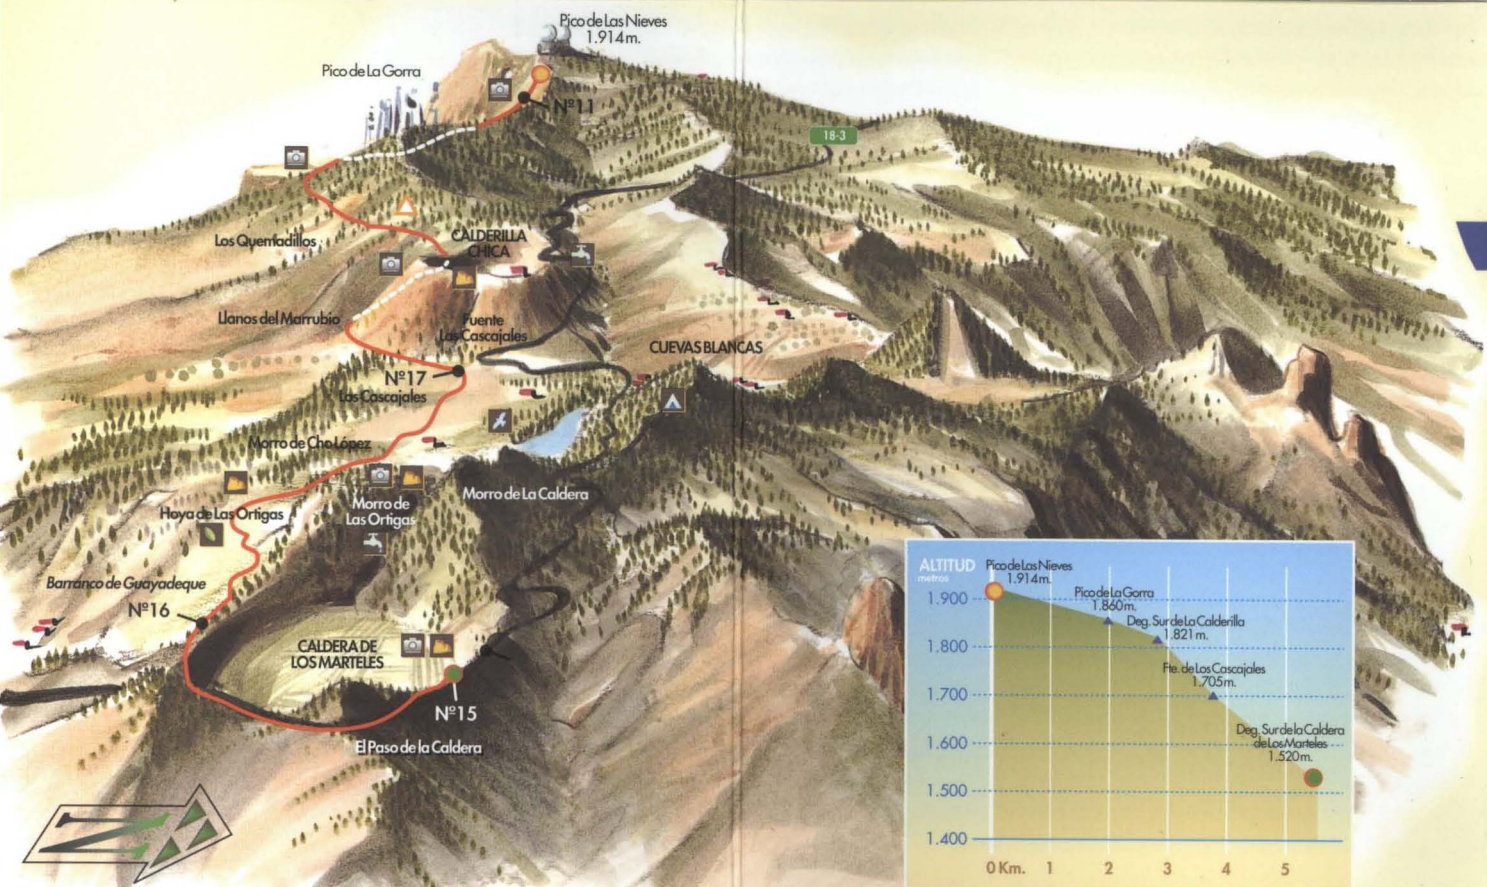 Pico de Las Nieves
1.914m.
Pico de La Gorra
Nº11
18-3
Los Quemadillos
CALDERILLA
CHICA
Llanos del Marrubio
Fuente
Los Cascajales
CUEVAS BLANCAS
Nº17
Los Cascajales
Morro de Cho López
Morro de La Caldera
Hoya de Las Ortigas
Morro de
Las Ortigas
Barranco de Guayadeque
Nº16
CALDERA DE
LOS MARTELES
Nº15
El Paso de la Caldera
ALTITUD
metros
Pico de Las Nieves
1.914m.
1.900
Pico de La Gorra
1.860m.
Deg. Sur de La Calderilla
1.821m.
1.800
Fte. de Los Cascajales
1.705m.
1.700
Deg. Sur de la Caldera
de Los Marteles
1.520m.
1.600
1.500
1.400
0 Km. 1 2 3 4 5